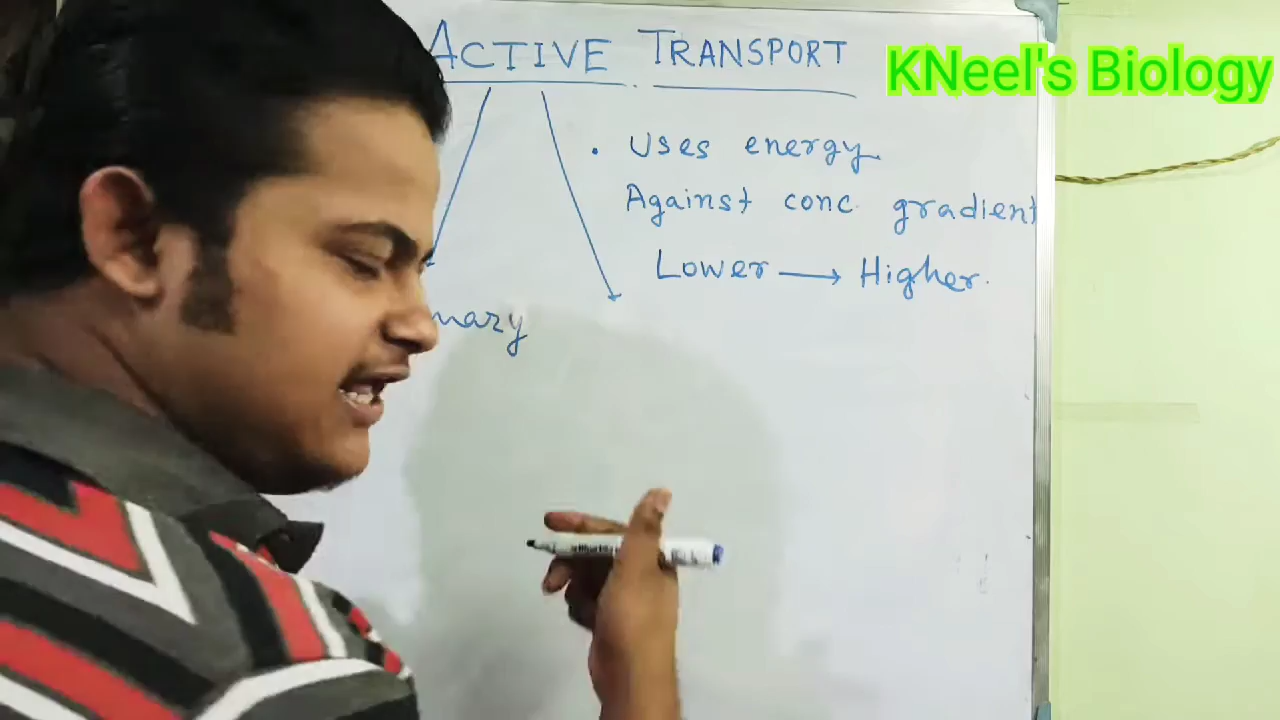 ACTIVE TRANSPORT
KNeel's Biology
. Uses energy.
Against conc. gradient
Lower → Higher.
mary